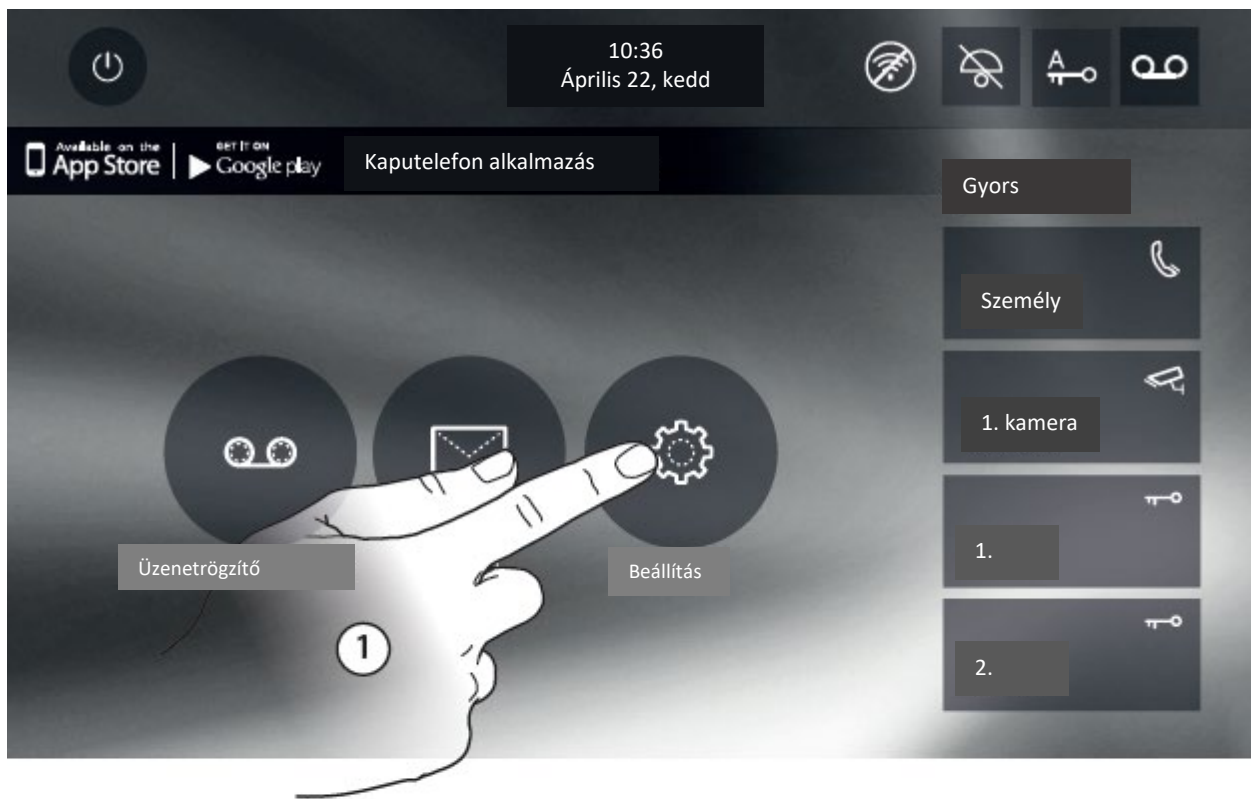 10:36
Április 22, kedd
A
Available on the
App Store
GET IT ON
Google play
Kaputelefon alkalmazás
Gyors
Személy
1. kamera
1.
2.
Üzenetrögzítő
Beállítás
1